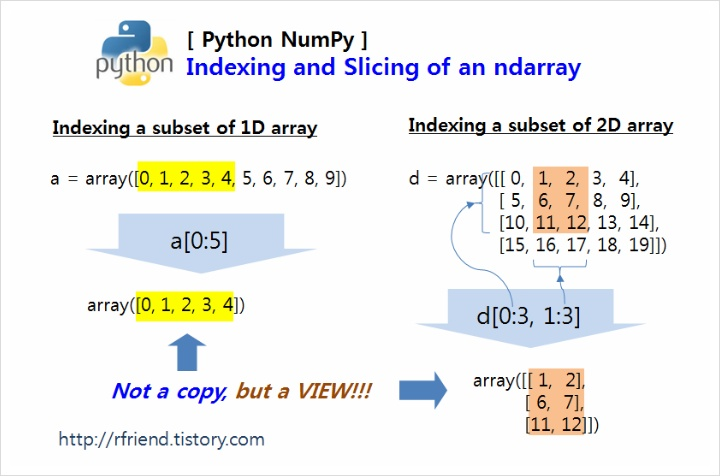 python
[ Python NumPy ]
Indexing and Slicing of an ndarray
Indexing a subset of 1D array
a = array([0, 1, 2, 3, 4, 5, 6, 7, 8, 9])
a[0:5]
array([0, 1, 2, 3, 4])
Indexing a subset of 2D array
d = array([[ 0, 1, 2, 3, 4],
[ 5, 6, 7, 8, 9],
[10, 11, 12, 13, 14],
[15, 16, 17, 18, 19]])
d[0:3, 1:3]
array([[ 1, 2],
[ 6, 7],
[11, 12]])
Not a copy, but a VIEW!!!
http://rfriend.tistory.com